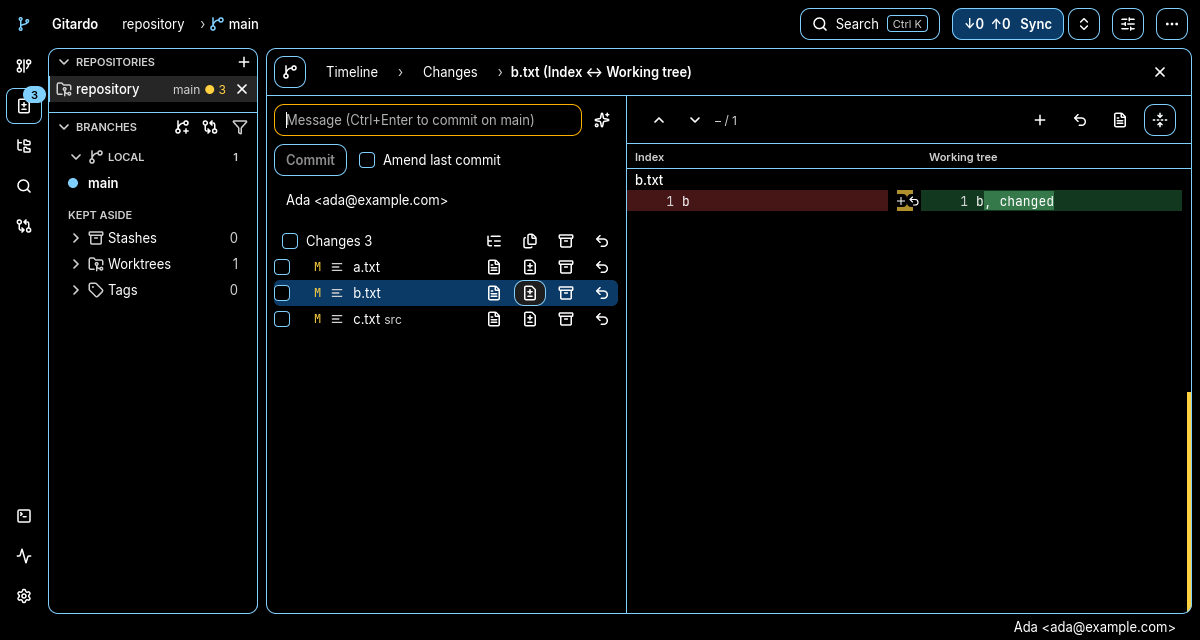 Gitardo repository › main Search Ctrl K ↓0 ↑0 Sync
3
REPOSITORIES
repository main 3
BRANCHES
LOCAL 1
main
KEPT ASIDE
Stashes 0
Worktrees 1
Tags 0
Timeline › Changes › b.txt (Index ↔ Working tree)
Message (Ctrl+Enter to commit on main)
Commit Amend last commit
Ada <ada@example.com>
Changes 3
M a.txt
M b.txt
M c.txt src
– / 1
Index Working tree
b.txt
1 b 1 b, changed
Ada <ada@example.com>